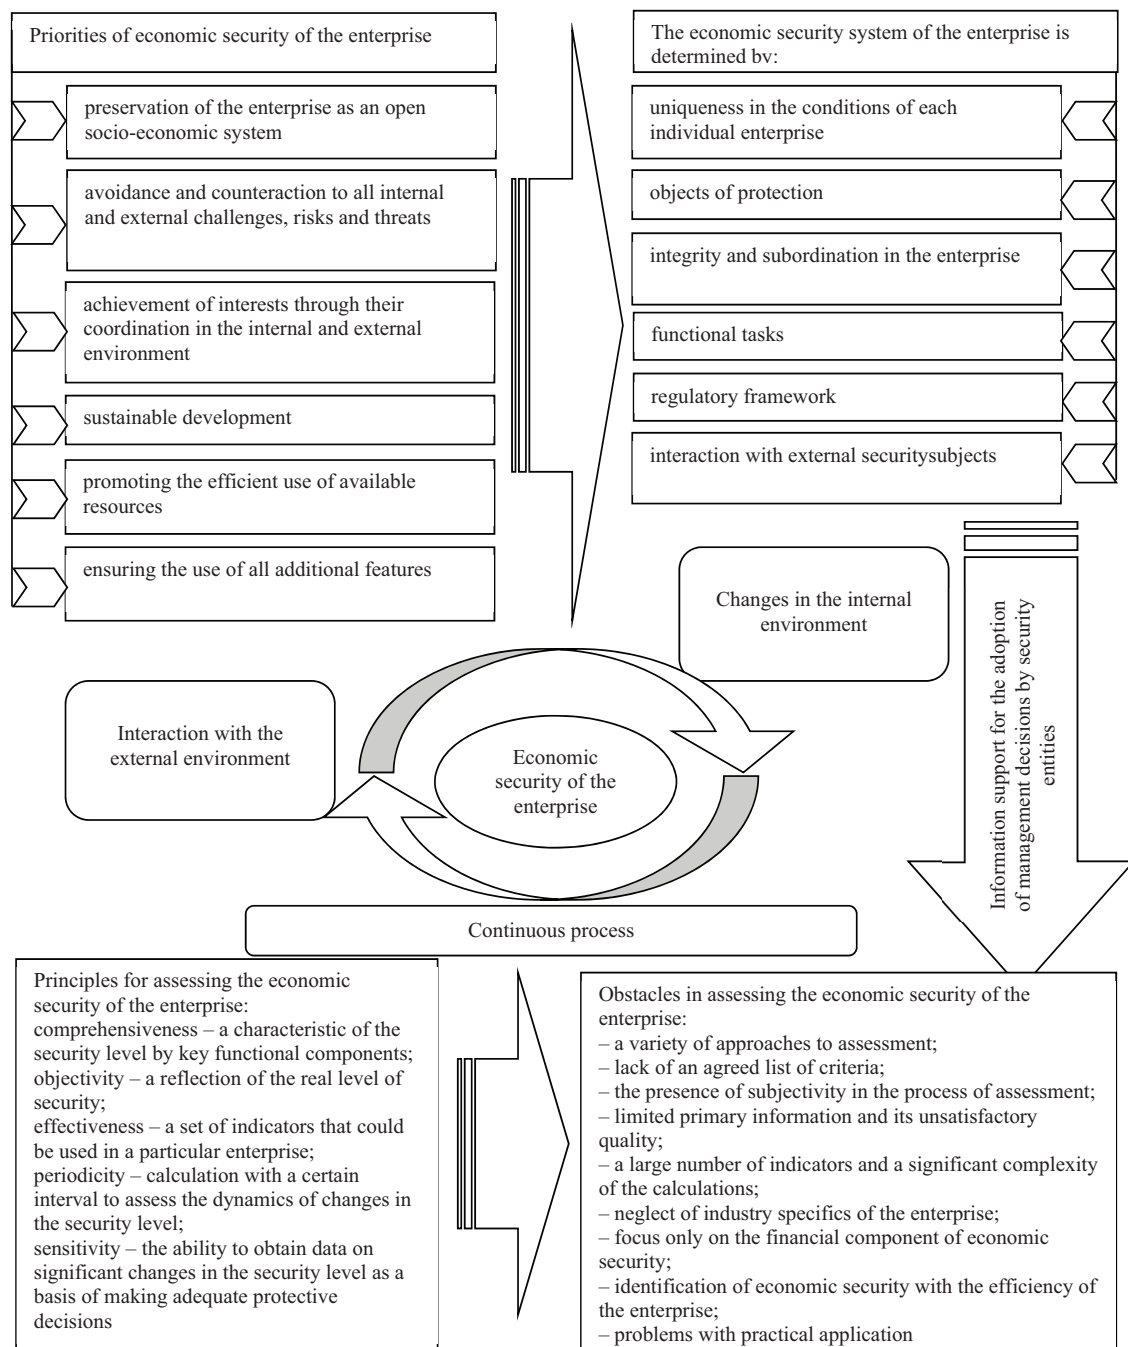 Priorities of economic security of the enterprise
preservation of the enterprise as an open
socio-economic system
avoidance and counteraction to all internal
and external challenges, risks and threats
achievement of interests through their
coordination in the internal and external
environment
sustainable development
promoting the efficient use of available
resources
ensuring the use of all additional features
The economic security system of the enterprise is
determined bv:
uniqueness in the conditions of each
individual enterprise
objects of protection
integrity and subordination in the enterprise
functional tasks
regulatory framework
interaction with external securitysubjects
Changes in the internal
environment
Interaction with the
external environment
Economic
security of the
enterprise
Information support for the adoption
of management decisions by security
entities
Continuous process
Principles for assessing the economic
security of the enterprise:
comprehensiveness – a characteristic of the
security level by key functional components;
objectivity – a reflection of the real level of
security;
effectiveness – a set of indicators that could
be used in a particular enterprise;
periodicity – calculation with a certain
interval to assess the dynamics of changes in
the security level;
sensitivity – the ability to obtain data on
significant changes in the security level as a
basis of making adequate protective
decisions
Obstacles in assessing the economic security of the
enterprise:
– a variety of approaches to assessment;
– lack of an agreed list of criteria;
– the presence of subjectivity in the process of assessment;
– limited primary information and its unsatisfactory
quality;
– a large number of indicators and a significant complexity
of the calculations;
– neglect of industry specifics of the enterprise;
– focus only on the financial component of economic
security;
– identification of economic security with the efficiency of
the enterprise;
– problems with practical application